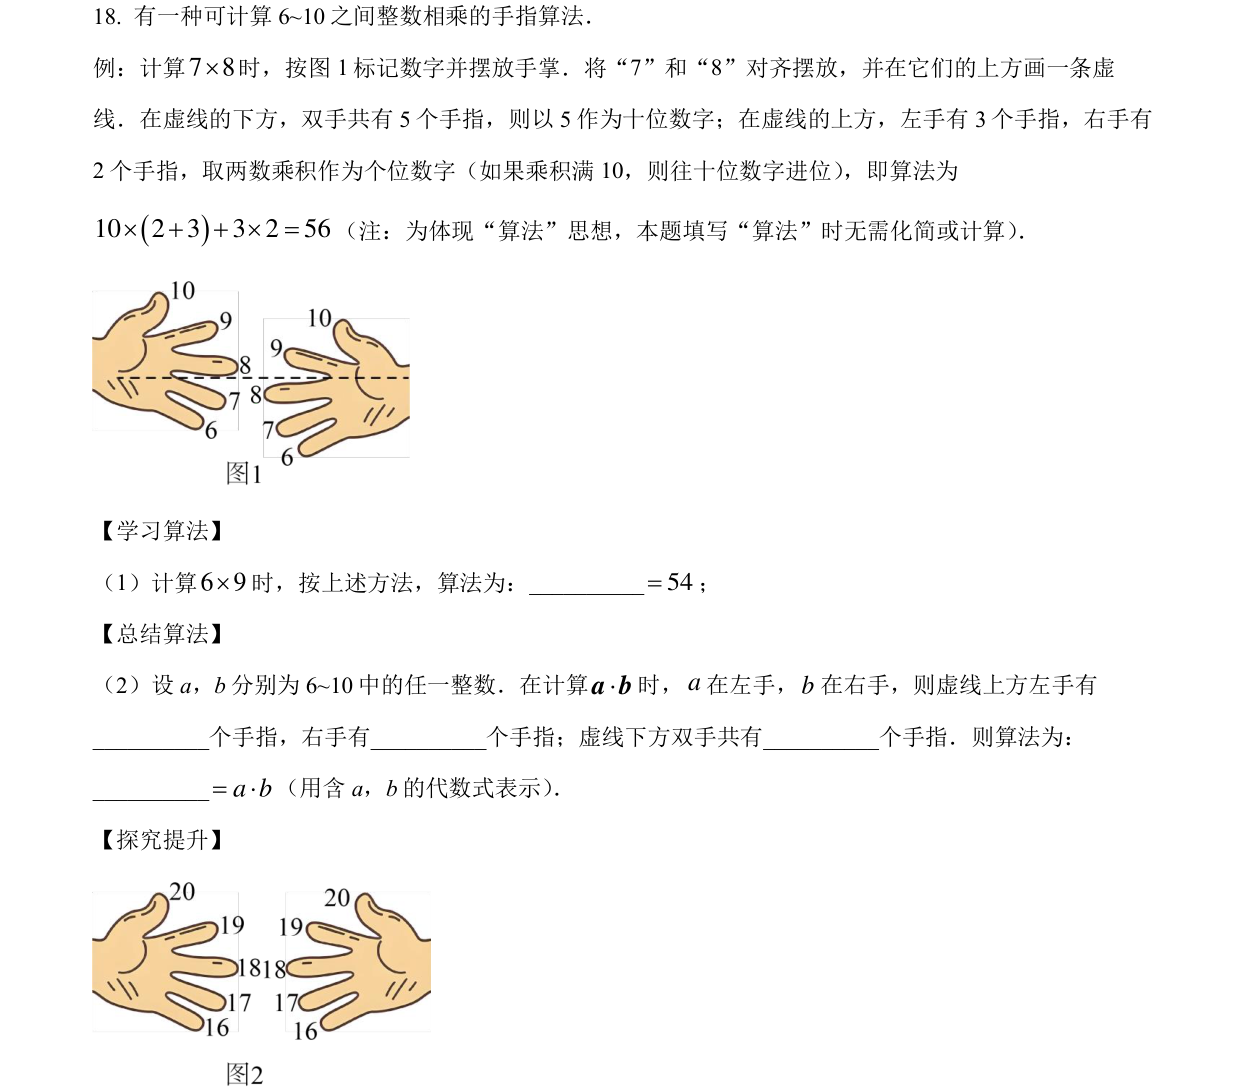 18. 有一种可计算 6~10 之间整数相乘的手指算法．
例：计算7×8时，按图 1 标记数字并摆放手掌．将“7”和“8”对齐摆放，并在它们的上方画一条虚
线．在虚线的下方，双手共有 5 个手指，则以 5 作为十位数字；在虚线的上方，左手有 3 个手指，右手有
2 个手指，取两数乘积作为个位数字（如果乘积满 10，则往十位数字进位），即算法为
10×(2+3)+3×2=56（注：为体现“算法”思想，本题填写“算法”时无需化简或计算）．
10
9
8
7
6
10
9
8
7
6
图1
【学习算法】
（1）计算6×9时，按上述方法，算法为：__________=54；
【总结算法】
（2）设 a，b 分别为 6~10 中的任一整数．在计算a·b 时，a 在左手，b 在右手，则虚线上方左手有
__________个手指，右手有__________个手指；虚线下方双手共有__________个手指．则算法为：
__________=a·b（用含 a，b 的代数式表示）．
【探究提升】
20
19
18
17
16
20
19
18
17
16
图2